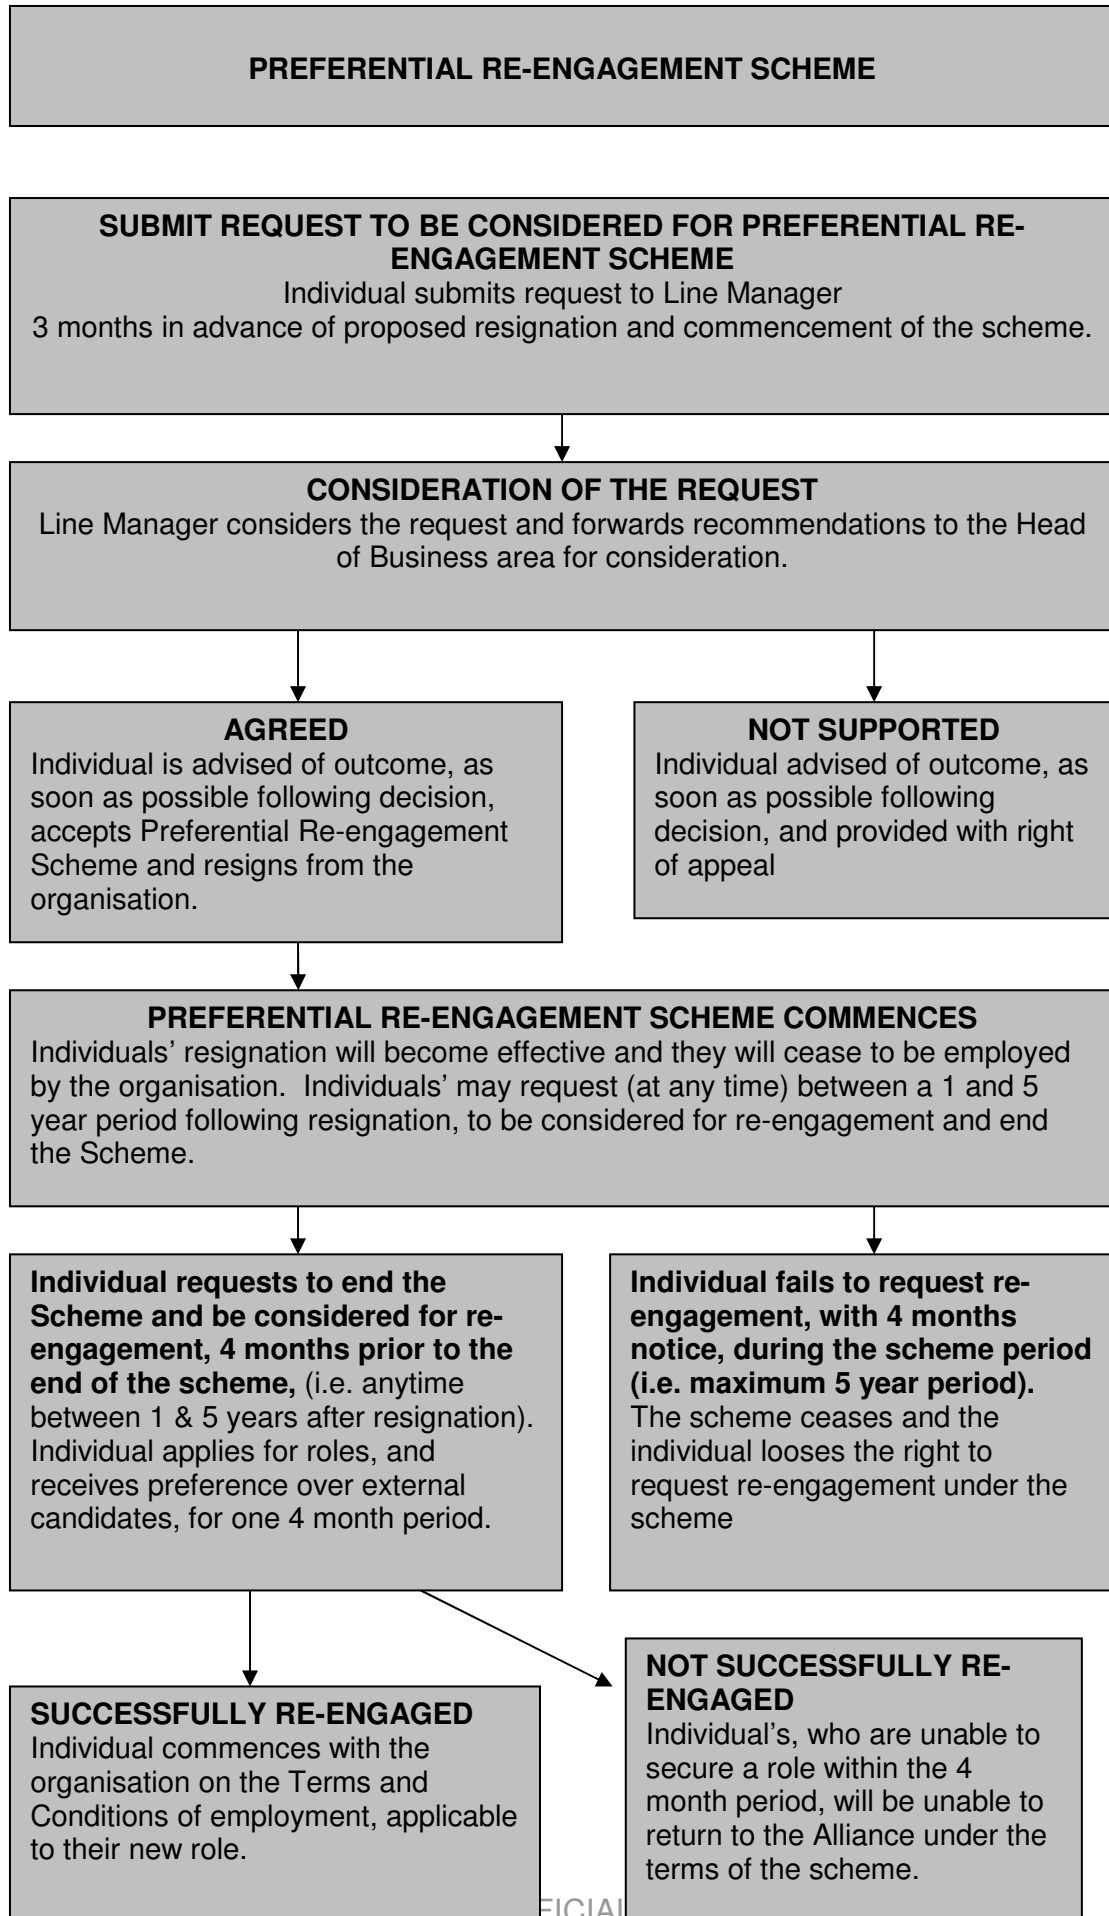 PREFERENTIAL RE-ENGAGEMENT SCHEME
SUBMIT REQUEST TO BE CONSIDERED FOR PREFERENTIAL RE-
ENGAGEMENT SCHEME
Individual submits request to Line Manager
3 months in advance of proposed resignation and commencement of the scheme.
CONSIDERATION OF THE REQUEST
Line Manager considers the request and forwards recommendations to the Head
of Business area for consideration.
AGREED
Individual is advised of outcome, as
soon as possible following decision,
accepts Preferential Re-engagement
Scheme and resigns from the
organisation.
NOT SUPPORTED
Individual advised of outcome, as
soon as possible following
decision, and provided with right
of appeal
PREFERENTIAL RE-ENGAGEMENT SCHEME COMMENCES
Individuals’ resignation will become effective and they will cease to be employed
by the organisation.  Individuals’ may request (at any time) between a 1 and 5
year period following resignation, to be considered for re-engagement and end
the Scheme.
Individual requests to end the
Scheme and be considered for re-
engagement, 4 months prior to the
end of the scheme, (i.e. anytime
between 1 & 5 years after resignation).
Individual applies for roles, and
receives preference over external
candidates, for one 4 month period.
Individual fails to request re-
engagement, with 4 months
notice, during the scheme period
(i.e. maximum 5 year period).
The scheme ceases and the
individual looses the right to
request re-engagement under the
scheme
SUCCESSFULLY RE-ENGAGED
Individual commences with the
organisation on the Terms and
Conditions of employment, applicable
to their new role.
NOT SUCCESSFULLY RE-
ENGAGED
Individual’s, who are unable to
secure a role within the 4
month period, will be unable to
return to the Alliance under the
terms of the scheme.